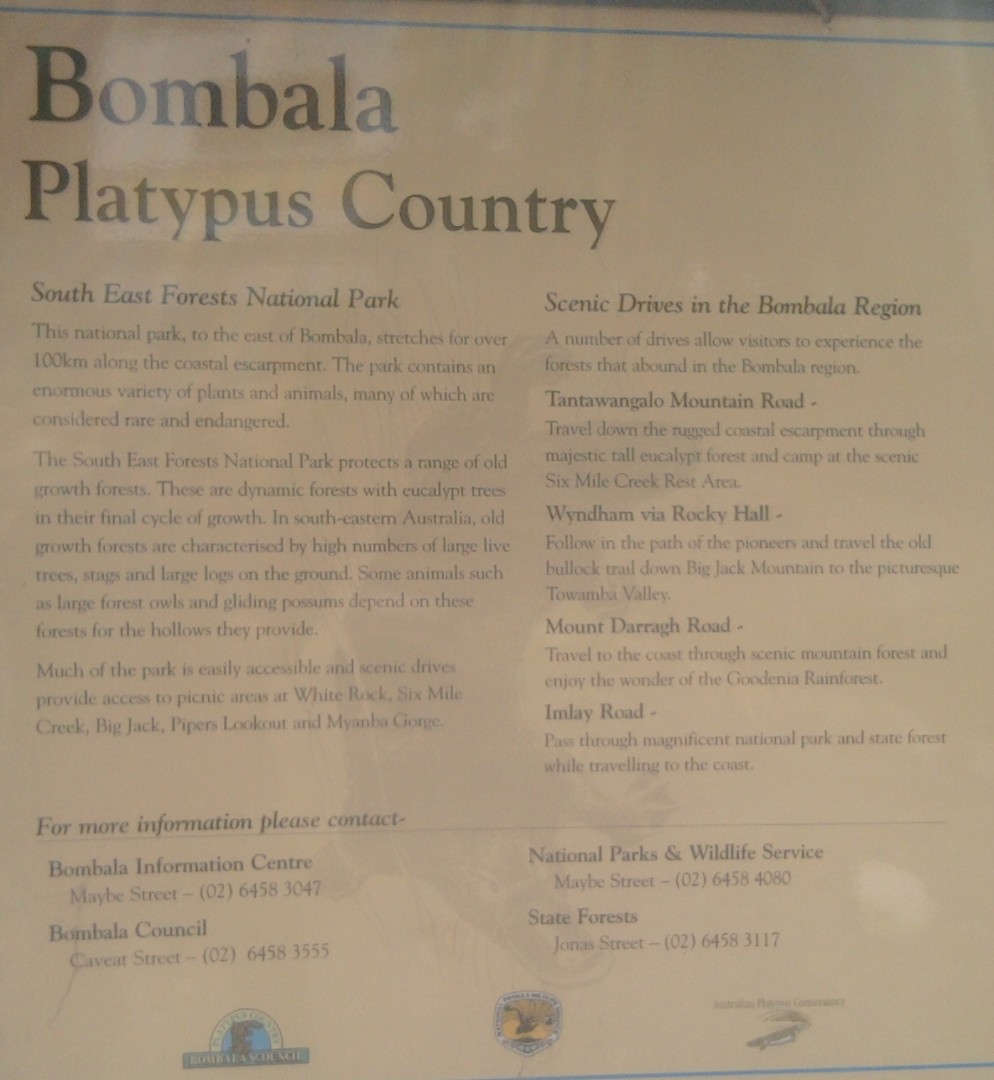 Bombala
Platypus Country
South East Forests National Park
This national park, to the east of Bombala, stretches for over
100km along the coastal escarpment. The park contains an
enormous variety of plants and animals, many of which are
considered rare and endangered.
The South East Forests National Park protects a range of old
growth forests. These are dynamic forests with eucalypt trees
in their final cycle of growth. In south-eastern Australia, old
growth forests are characterised by high numbers of large live
trees, stags and large logs on the ground. Some animals such
as large forest owls and gliding possums depend on these
forests for the hollows they provide.
Much of the park is easily accessible and scenic drives
provide access to picnic areas at White Rock, Six Mile
Creek, Big Jack, Pipers Lookout and Myanba Gorge.
Scenic Drives in the Bombala Region
A number of drives allow visitors to experience the
forests that abound in the Bombala region.
Tantawangalo Mountain Road -
Travel down the rugged coastal escarpment through
majestic tall eucalypt forest and camp at the scenic
Six Mile Creek Rest Area.
Wyndham via Rocky Hall -
Follow in the path of the pioneers and travel the old
bullock trail down Big Jack Mountain to the picturesque
Towamba Valley.
Mount Darragh Road -
Travel to the coast through scenic mountain forest and
enjoy the wonder of the Goodenia Rainforest.
Imlay Road -
Pass through magnificent national park and state forest
while travelling to the coast.
For more information please contact-
Bombala Information Centre
Maybe Street – (02) 6458 3047
Bombala Council
Caveat Street – (02) 6458 3555
National Parks & Wildlife Service
Maybe Street – (02) 6458 4080
State Forests
Jonas Street – (02) 6458 3117
PLATYPUS COUNTRY
BOMBALA COUNCIL
Australian Platypus Conservancy